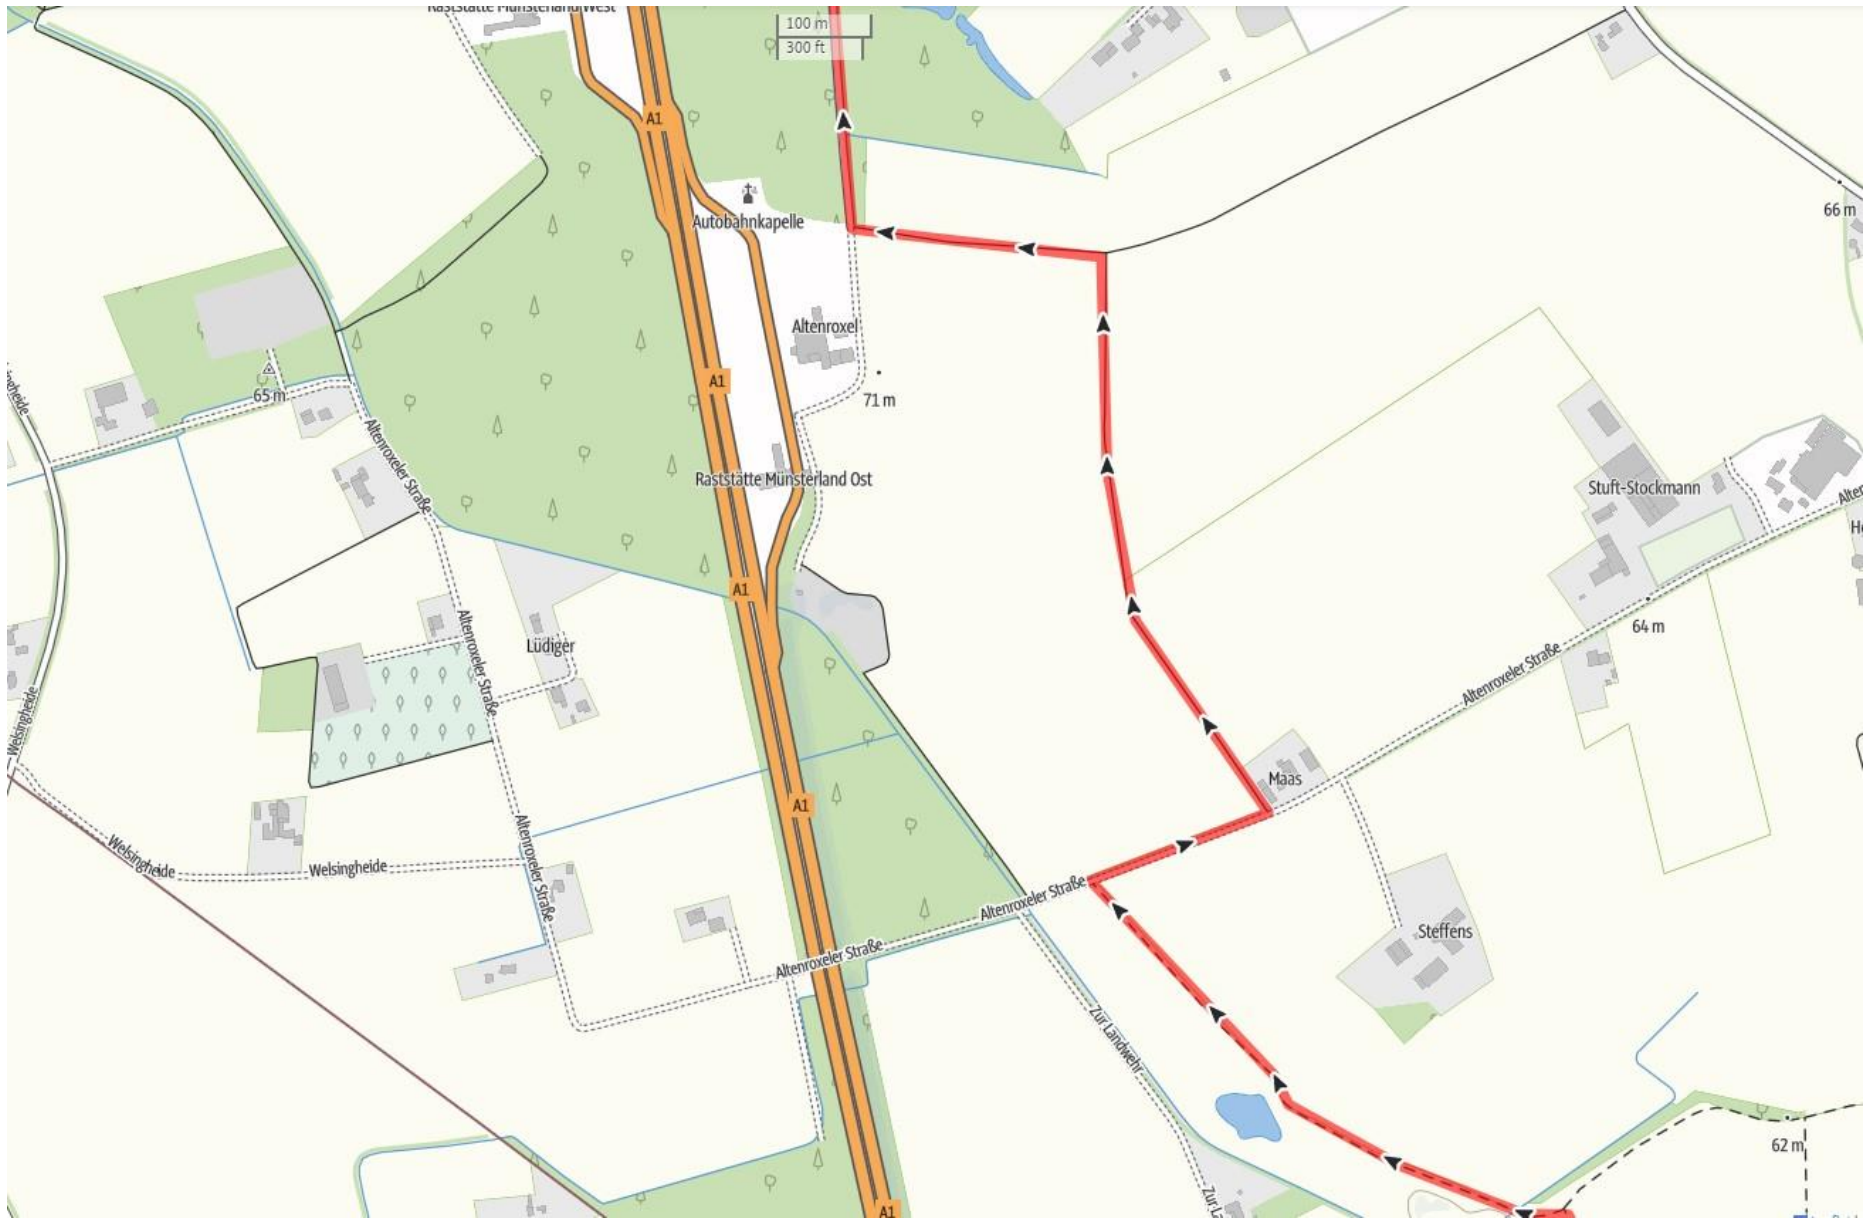 Raststätte Münsterland West
100 m
300 ft
A1
66 m
Autobahnkapelle
Altenroxel
A1
71 m
65 m
Altenroxeler Straße
Raststätte Münsterland Ost
Stuft-Stockmann
A1
64 m
Altenroxeler Straße
Lüdiger
Altenroxeler Straße
Welsingheide
Maas
A1
Altenroxeler Straße
Welsingheide
Welsingheide
Altenroxeler Straße
Altenroxeler Straße
Steffens
Zur Landwehr
62 m
A1